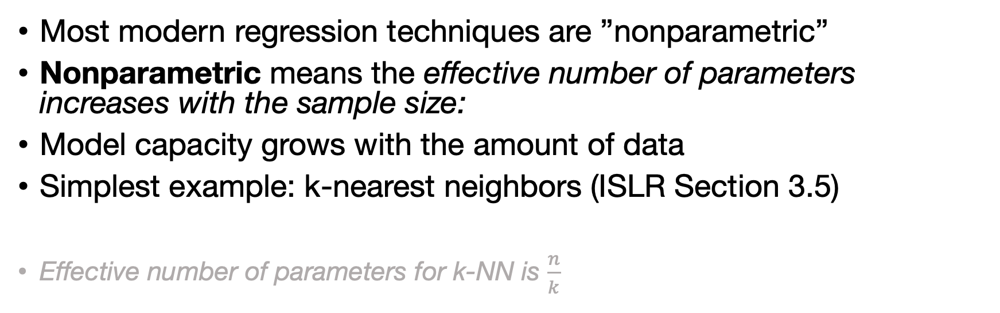 • Most modern regression techniques are ”nonparametric”
• Nonparametric means the effective number of parameters
increases with the sample size:
• Model capacity grows with the amount of data
• Simplest example: k-nearest neighbors (ISLR Section 3.5)
• Effective number of parameters for k-NN is n/k